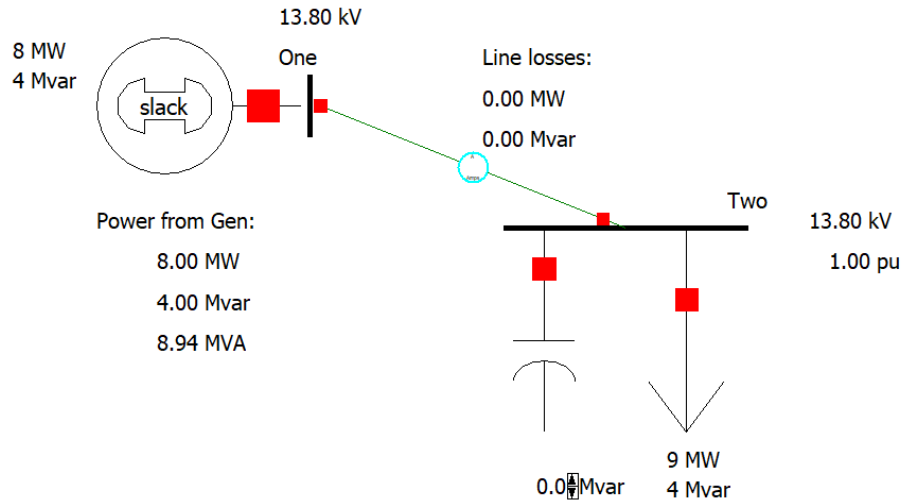 13.80 kV
8 MW
4 Mvar
One
slack
Line losses:
0.00 MW
0.00 Mvar
A
Amps
Two
13.80 kV
1.00 pu
Power from Gen:
8.00 MW
4.00 Mvar
8.94 MVA
0.0 Mvar
9 MW
4 Mvar